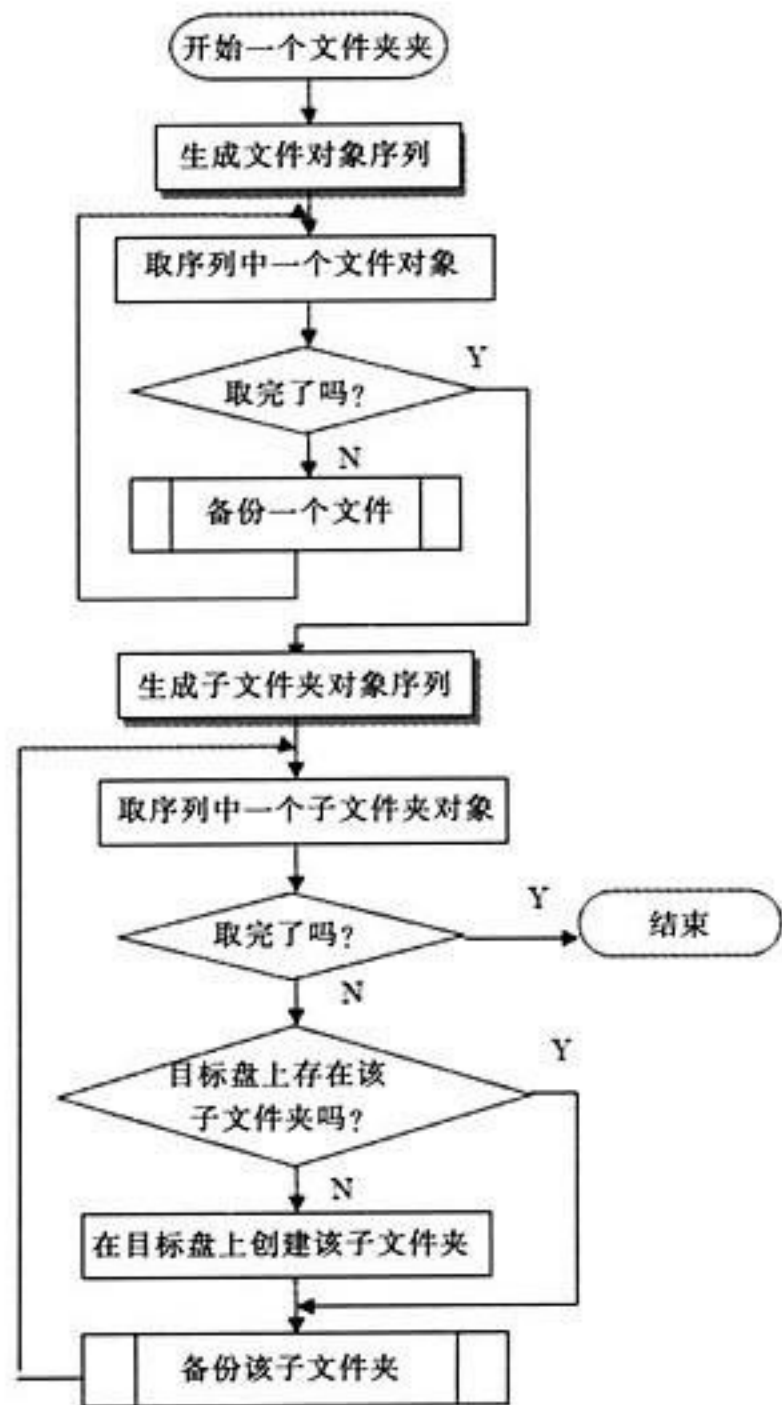 开始一个文件夹夹
生成文件对象序列
取序列中一个文件对象
Y
取完了吗？
N
备份一个文件
生成子文件夹对象序列
取序列中一个子文件夹对象
Y
取完了吗？
结束
N
Y
目标盘上存在该
子文件夹吗？
N
在目标盘上创建该子文件夹
备份该子文件夹